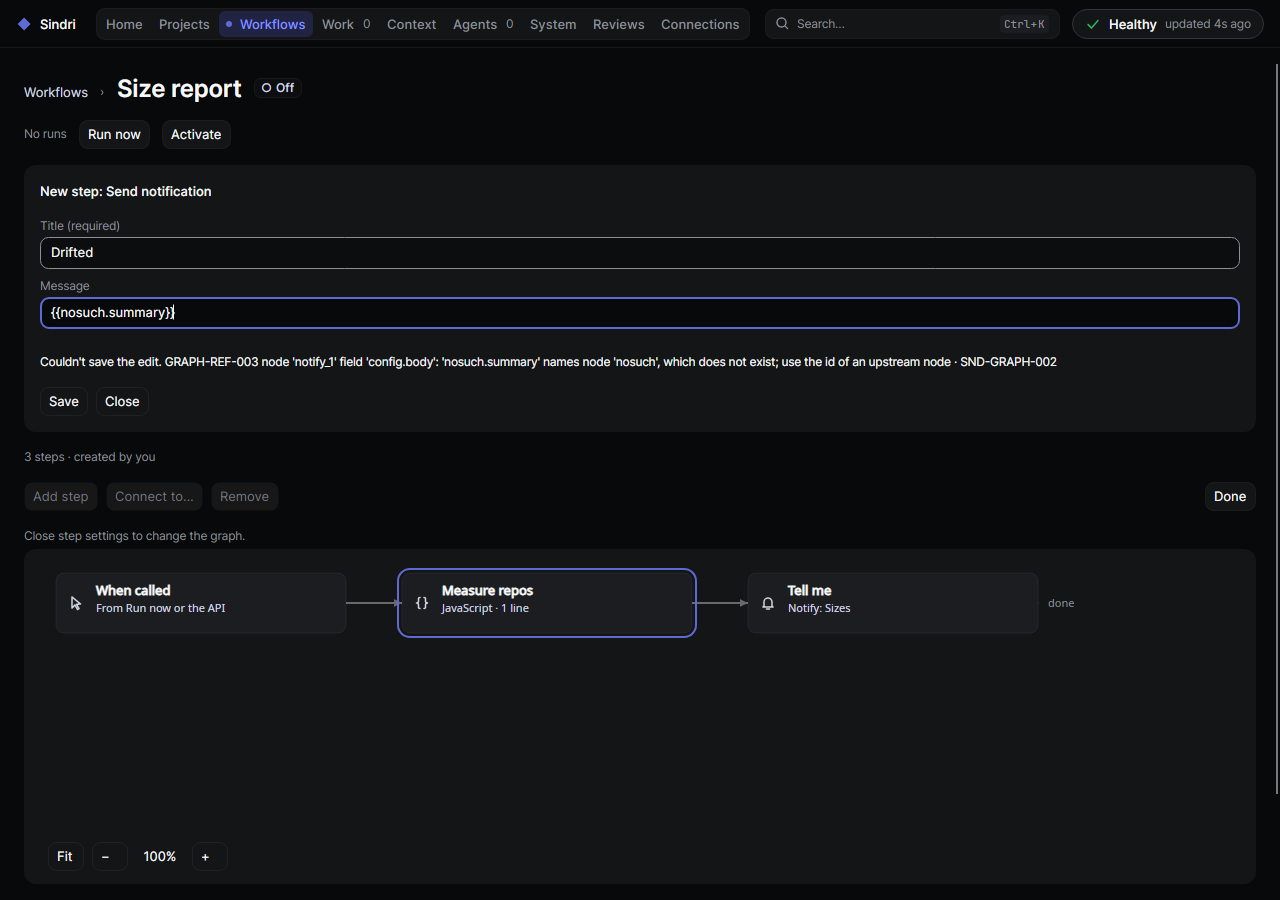 Sindri Home Projects Workflows Work 0 Context Agents 0 System Reviews Connections Search... Ctrl+K Healthy updated 4s ago
Workflows › Size report Off
No runs Run now Activate
New step: Send notification
Title (required)
Drifted
Message
{{nosuch.summary}}
Couldn't save the edit. GRAPH-REF-003 node 'notify_1' field 'config.body': 'nosuch.summary' names node 'nosuch', which does not exist; use the id of an upstream node · SND-GRAPH-002
Save Close
3 steps · created by you
Add step Connect to... Remove Done
Close step settings to change the graph.
When called
From Run now or the API
{} Measure repos
JavaScript · 1 line
Tell me
Notify: Sizes
done
Fit − 100% +